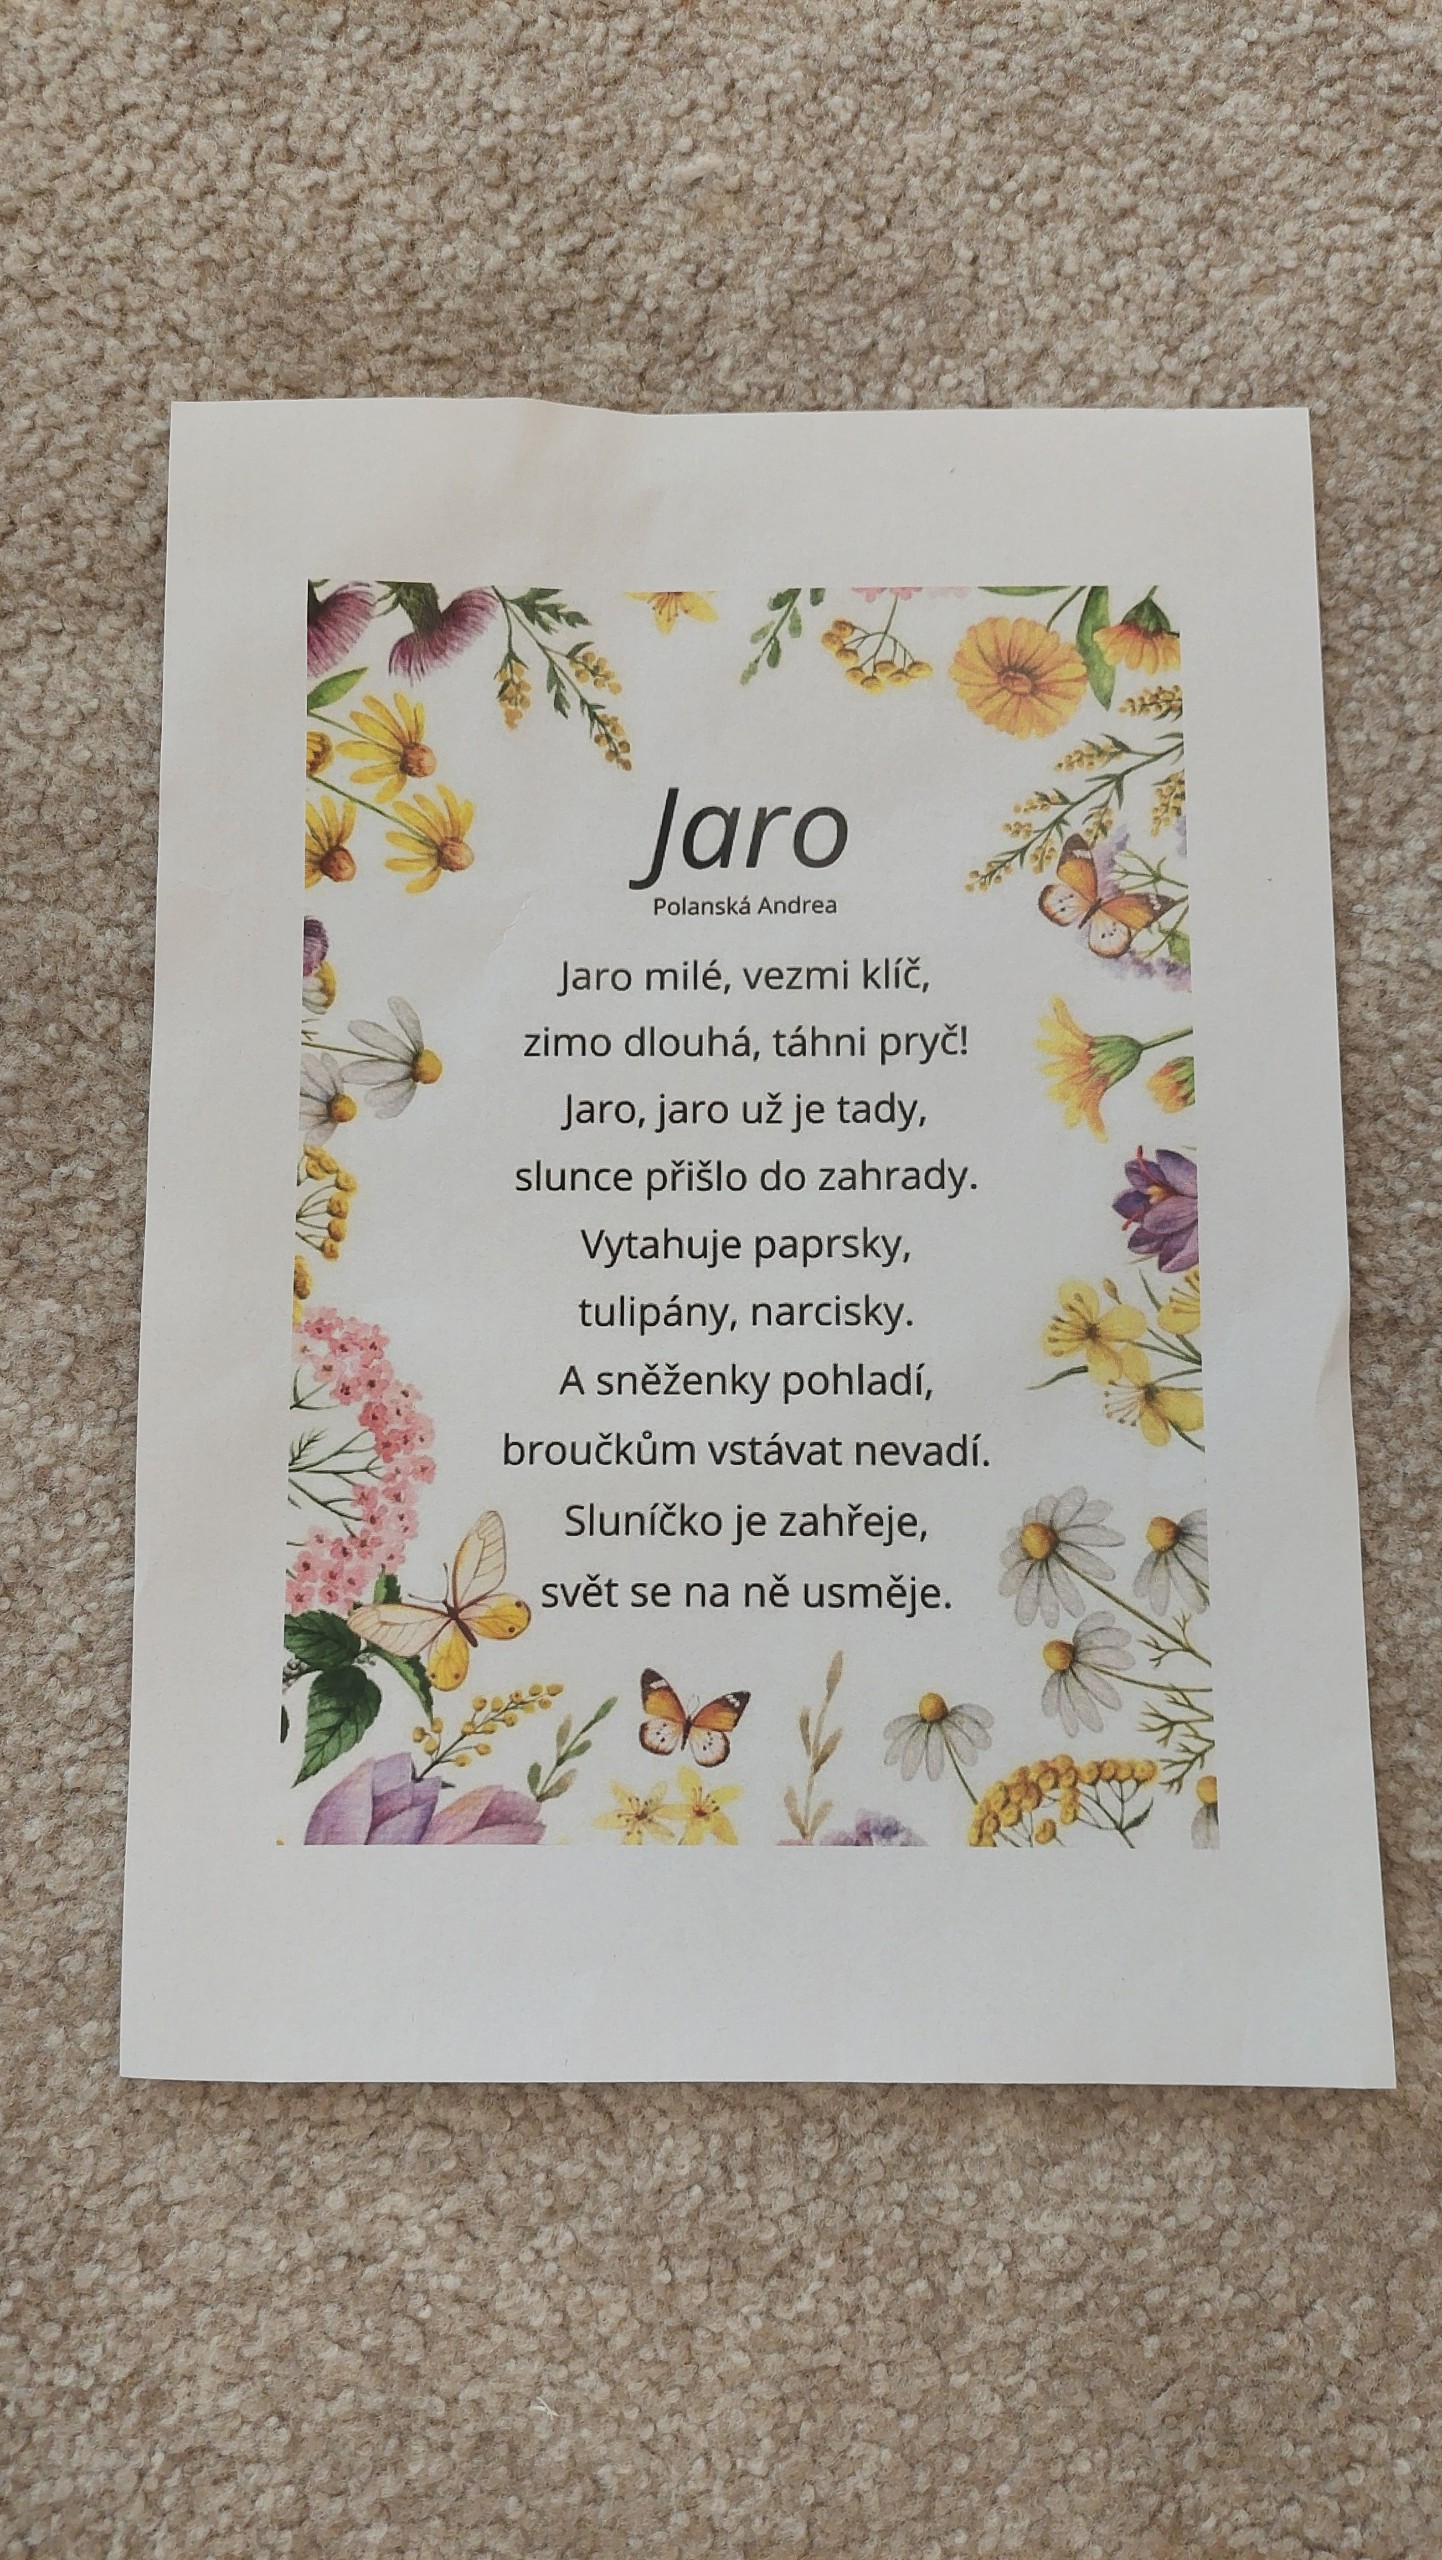 Jaro
Polanská Andrea
Jaro milé, vezmi klíč,
zimo dlouhá, táhni pryč!
Jaro, jaro už je tady,
slunce přišlo do zahrady.
Vytahuje paprsky,
tulipány, narcisky.
A sněženky pohladí,
broučkům vstávat nevadí.
Sluníčko je zahřeje,
svět se na ně usměje.